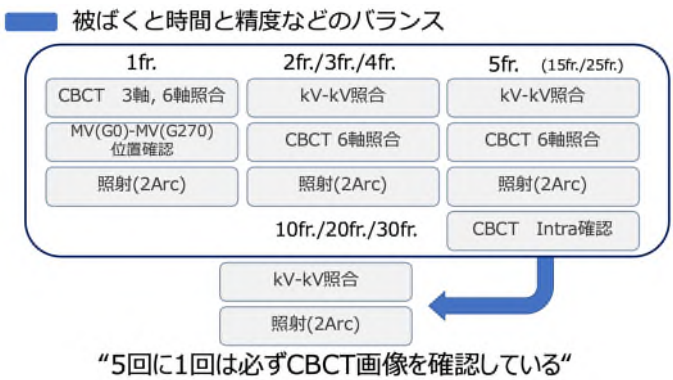 被ばくと時間と精度などのバランス
1fr.
CBCT 3軸, 6軸照合
MV(G0)-MV(G270)
位置確認
照射(2Arc)
2fr./3fr./4fr.
kV-kV照合
CBCT 6軸照合
照射(2Arc)
5fr. (15fr./25fr.)
kV-kV照合
CBCT 6軸照合
照射(2Arc)
CBCT Intra確認
10fr./20fr./30fr.
kV-kV照合
照射(2Arc)
“5回に1回は必ずCBCT画像を確認している“